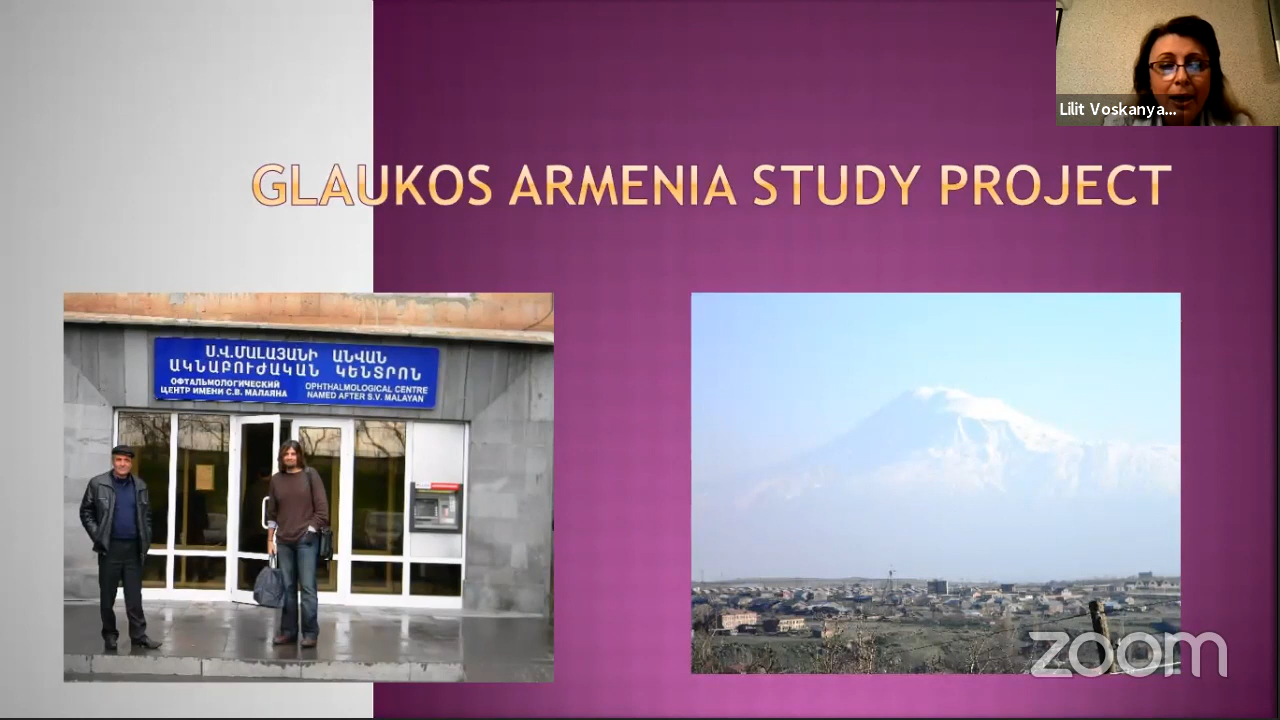 Lilit Voskanya...
GLAUKOS ARMENIA STUDY PROJECT
Ս.Վ.ՄԱԼԱՅԱՆԻ ԱՆՎԱՆ
ԱԿՆԱԲՈՒԺԱԿԱՆ ԿԵՆՏՐՈՆ
ОФТАЛЬМОЛОГИЧЕСКИЙ
ЦЕНТР ИМЕНИ С.В. МАЛАЯНА
OPHTHALMOLOGICAL CENTRE
NAMED AFTER S.V. MALAYAN
zoom